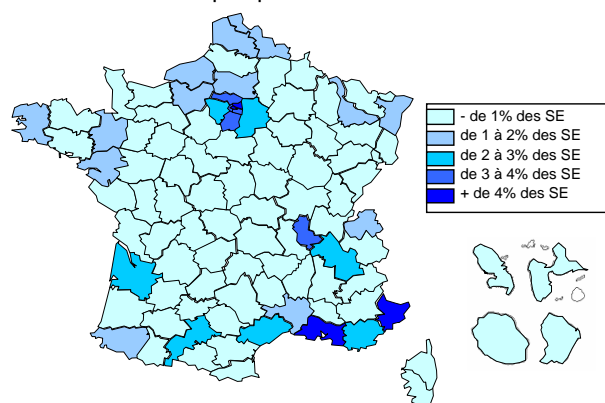 - de 1% des SE
de 1 à 2% des SE
de 2 à 3% des SE
de 3 à 4% des SE
+ de 4% des SE